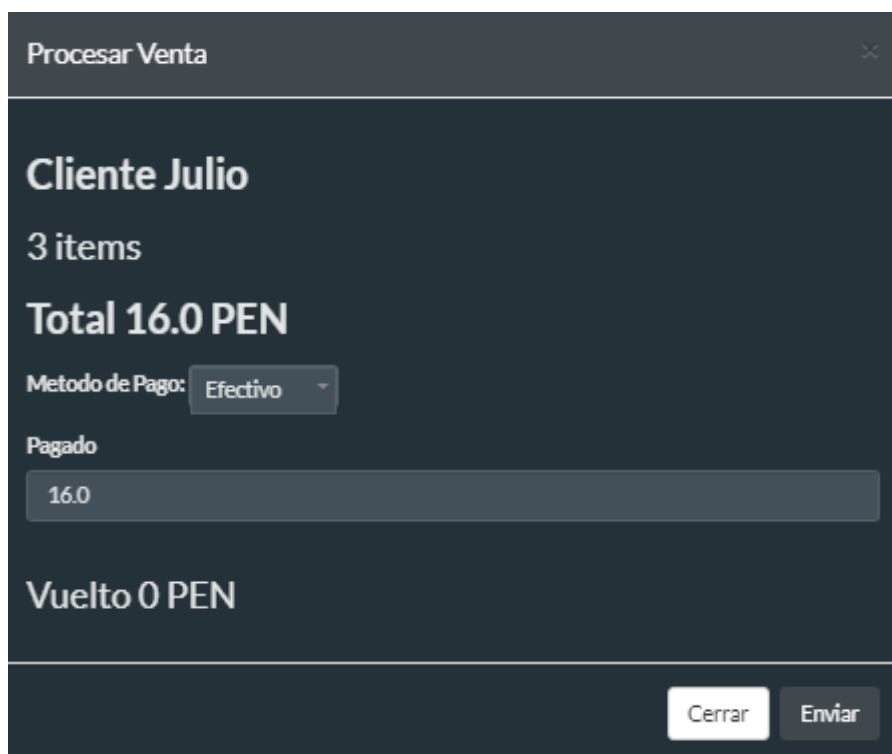 Procesar Venta ×
Cliente Julio
3 items
Total 16.0 PEN
Metodo de Pago: Efectivo
Pagado
16.0
Vuelto 0 PEN
Cerrar Enviar